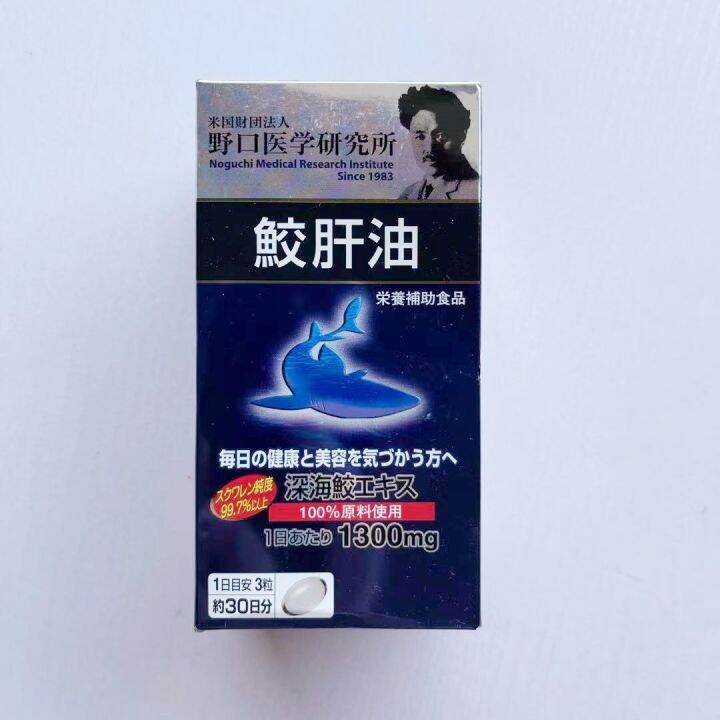 米国財団法人
野口医学研究所
Noguchi Medical Research Institute
Since 1983
鮫肝油
栄養補助食品
毎日の健康と美容を気づかう方へ
スクワレン純度
99.7%以上
深海鮫エキス
100%原料使用
1日あたり 1300mg
1日目安 3粒
約30日分